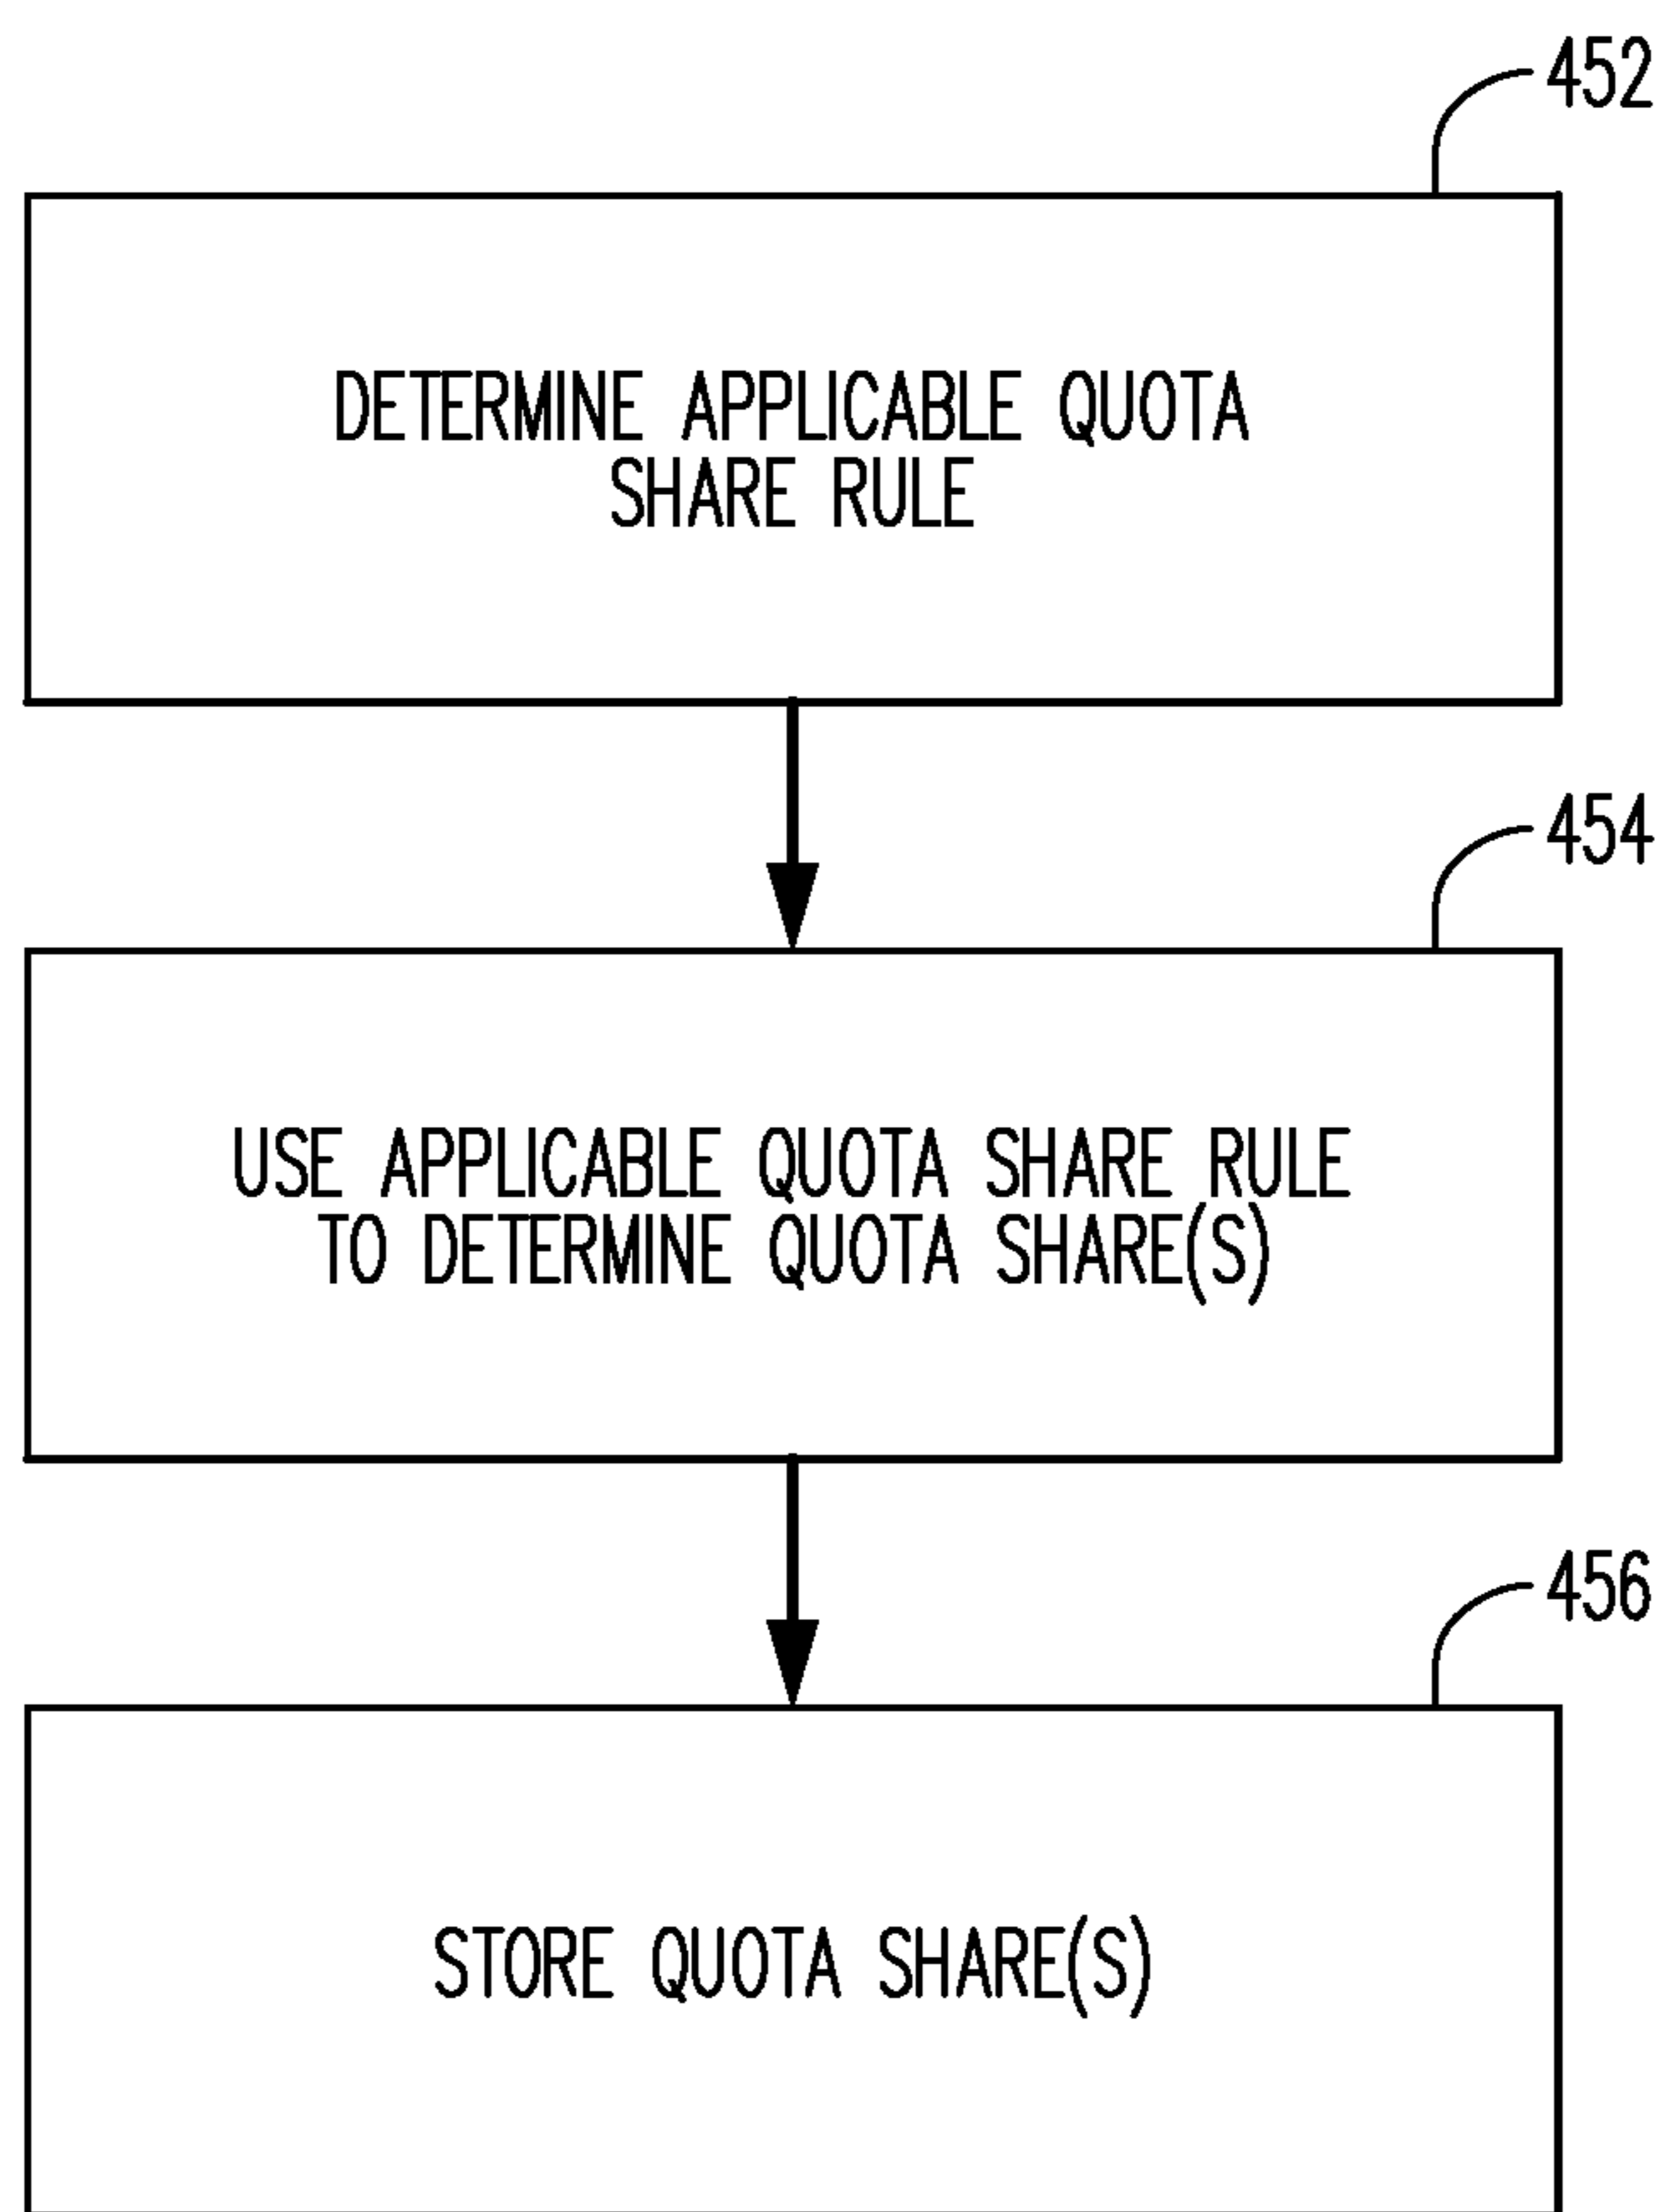 452
DETERMINE APPLICABLE QUOTA
SHARE RULE
454
USE APPLICABLE QUOTA SHARE RULE
TO DETERMINE QUOTA SHARE(S)
456
STORE QUOTA SHARE(S)